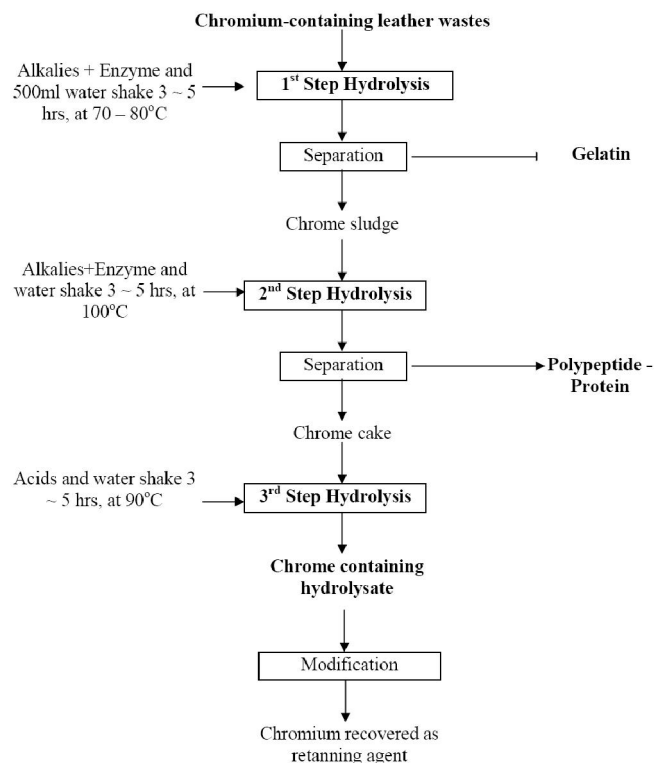 Chromium-containing leather wastes
Alkalies + Enzyme and
500ml water shake 3 ~ 5
hrs, at 70 – 80°C
1st Step Hydrolysis
Separation
Gelatin
Chrome sludge
Alkalies+Enzyme and
water shake 3 ~ 5 hrs, at
100°C
2nd Step Hydrolysis
Separation
Polypeptide -
Protein
Chrome cake
Acids and water shake 3
~ 5 hrs, at 90°C
3rd Step Hydrolysis
Chrome containing
hydrolysate
Modification
Chromium recovered as
retanning agent